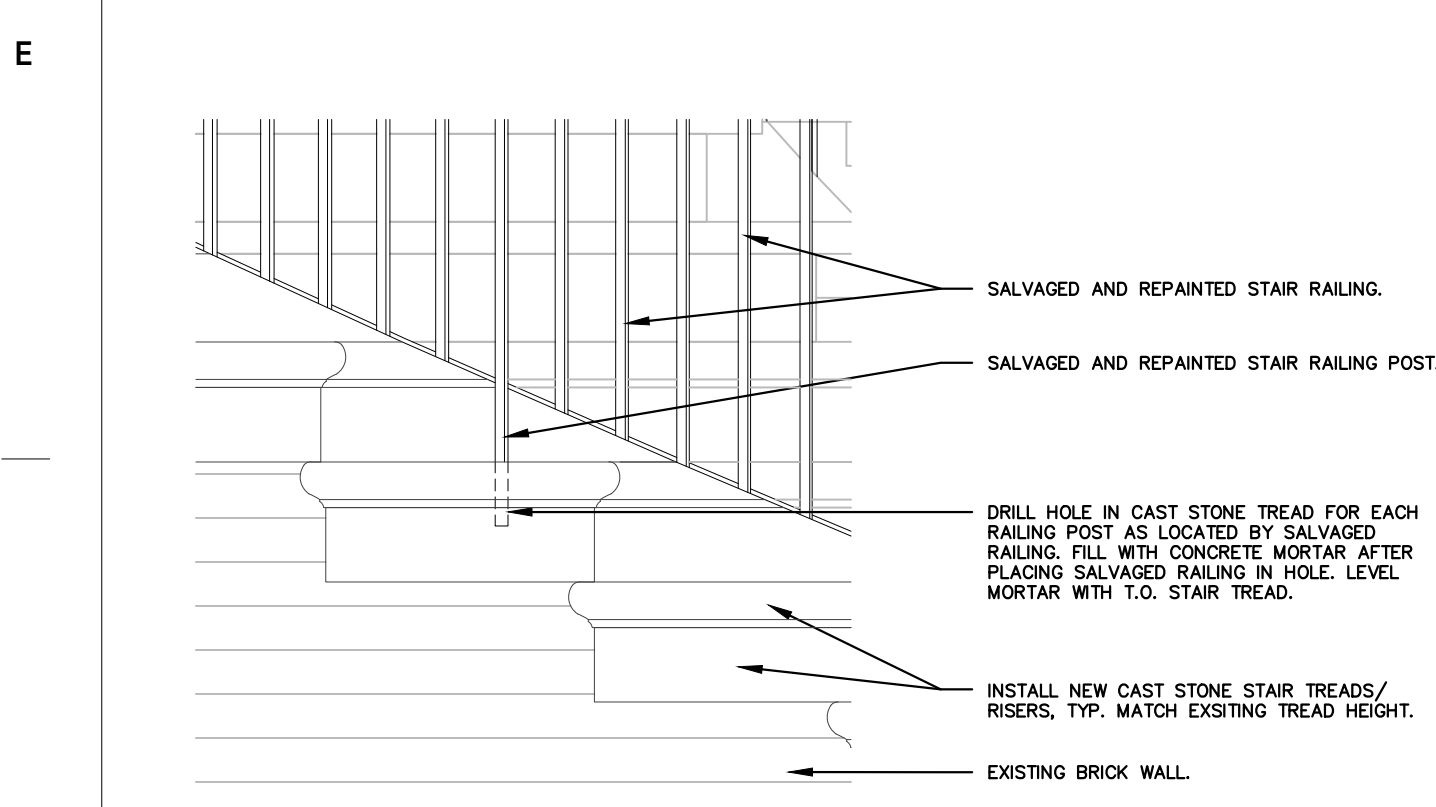 E
SALVAGED AND REPAINTED STAIR RAILING.
SALVAGED AND REPAINTED STAIR RAILING POST.
DRILL HOLE IN CAST STONE TREAD FOR EACH
RAILING POST AS LOCATED BY SALVAGED
RAILING. FILL WITH CONCRETE MORTAR AFTER
PLACING SALVAGED RAILING IN HOLE. LEVEL
MORTAR WITH T.O. STAIR TREAD.
INSTALL NEW CAST STONE STAIR TREADS/
RISERS, TYP. MATCH EXSITING TREAD HEIGHT.
EXISTING BRICK WALL.